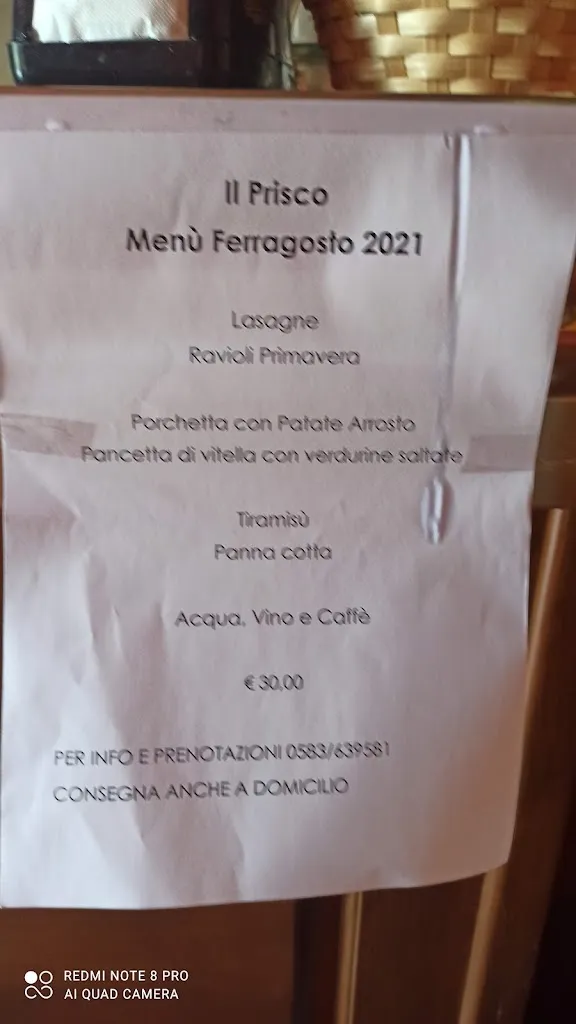 Il Prisco
Menù Ferragosto 2021
Lasagne
Ravioli Primavera
Porchetta con Patate Arrosto
Pancetta di vitella con verdurine saltate
Tiramisù
Panna cotta
Acqua, Vino e Caffè
€ 30,00
PER INFO E PRENOTAZIONI 0583/639581
CONSEGNA ANCHE A DOMICILIO
REDMI NOTE 8 PRO
AI QUAD CAMERA